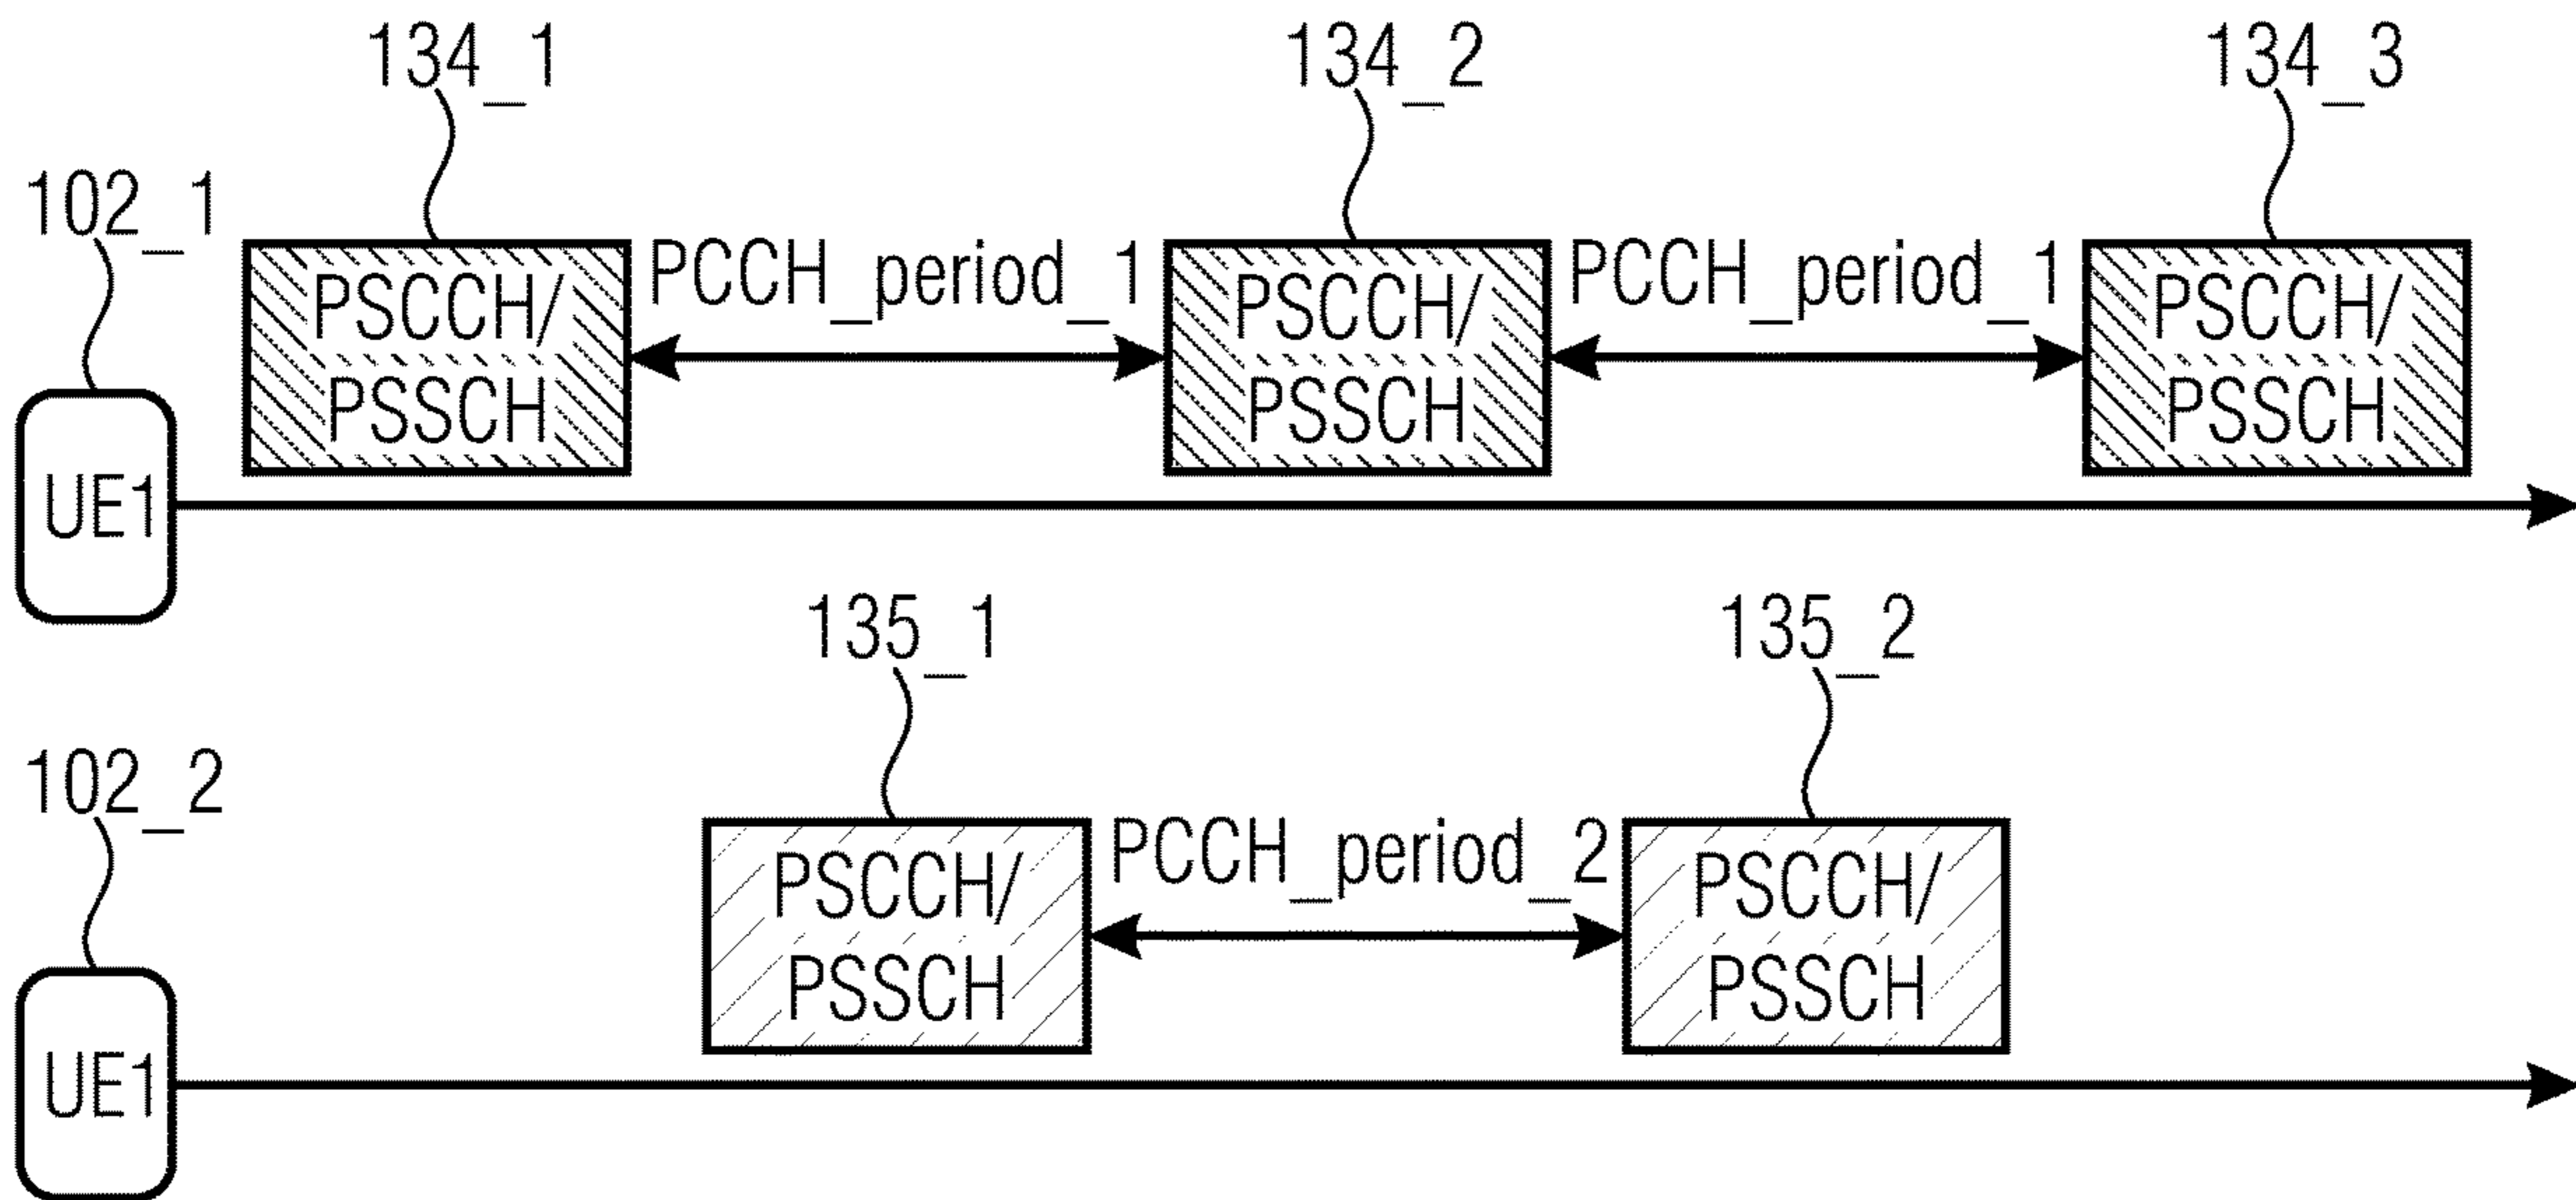 134_1
134_2
134_3
102_1
PSCCH/
PSSCH
PCCH_period_1
PSCCH/
PSSCH
PCCH_period_1
PSCCH/
PSSCH
UE1
135_1
135_2
102_2
PSCCH/
PSSCH
PCCH_period_2
PSCCH/
PSSCH
UE1